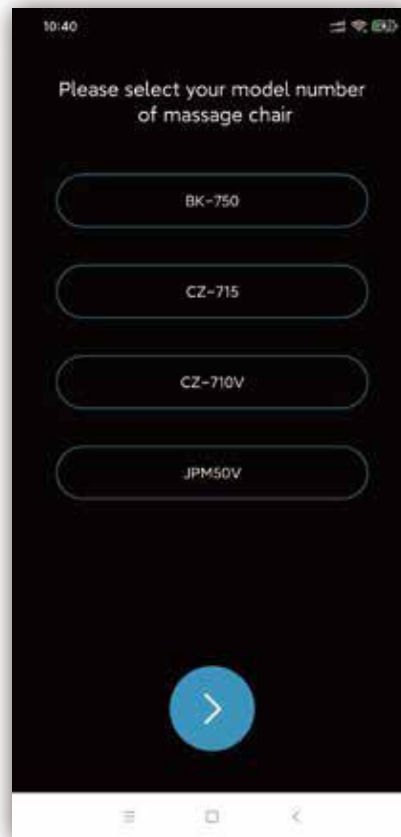 10:40
Please select your model number
of massage chair
BK-750
CZ-715
CZ-710V
JPM50V